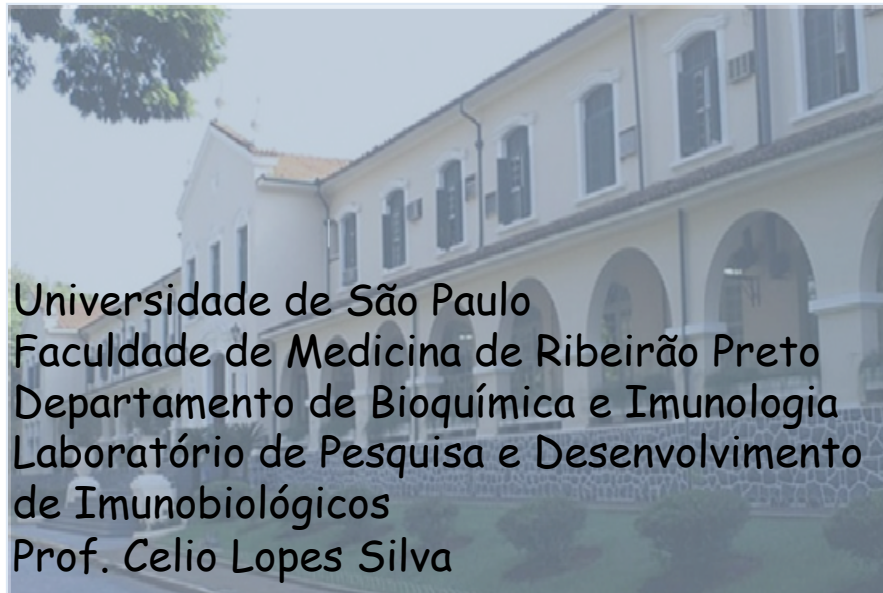 Universidade de São Paulo
Faculdade de Medicina de Ribeirão Preto
Departamento de Bioquímica e Imunologia
Laboratório de Pesquisa e Desenvolvimento
de Imunobiológicos
Prof. Celio Lopes Silva